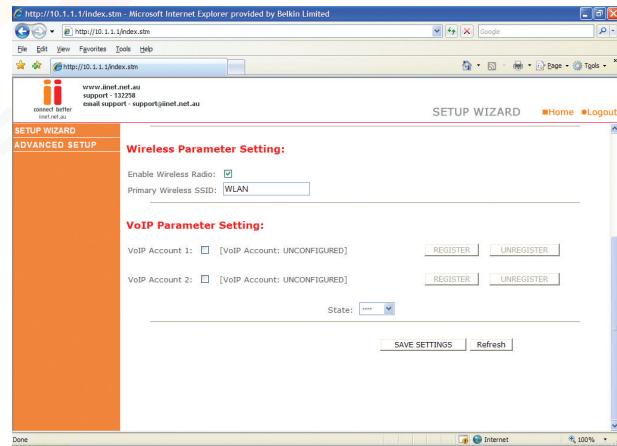 http://10.1.1.1/index.stm - Microsoft Internet Explorer provided by Belkin Limited
http://10.1.1.1/index.stm
Google
File Edit View Favorites Tools Help
http://10.1.1.1/index.stm
Page Tools
www.iinet.net.au
support - 132258
email support - support@iinet.net.au
connect better
iinet.net.au
SETUP WIZARD
Home
Logout
SETUP WIZARD
ADVANCED SETUP
Wireless Parameter Setting:
Enable Wireless Radio:
Primary Wireless SSID: WLAN
VoIP Parameter Setting:
VoIP Account 1: [VoIP Account: UNCONFIGURED] REGISTER UNREGISTER
VoIP Account 2: [VoIP Account: UNCONFIGURED] REGISTER UNREGISTER
State: ----
SAVE SETTINGS Refresh
Done Internet 100%